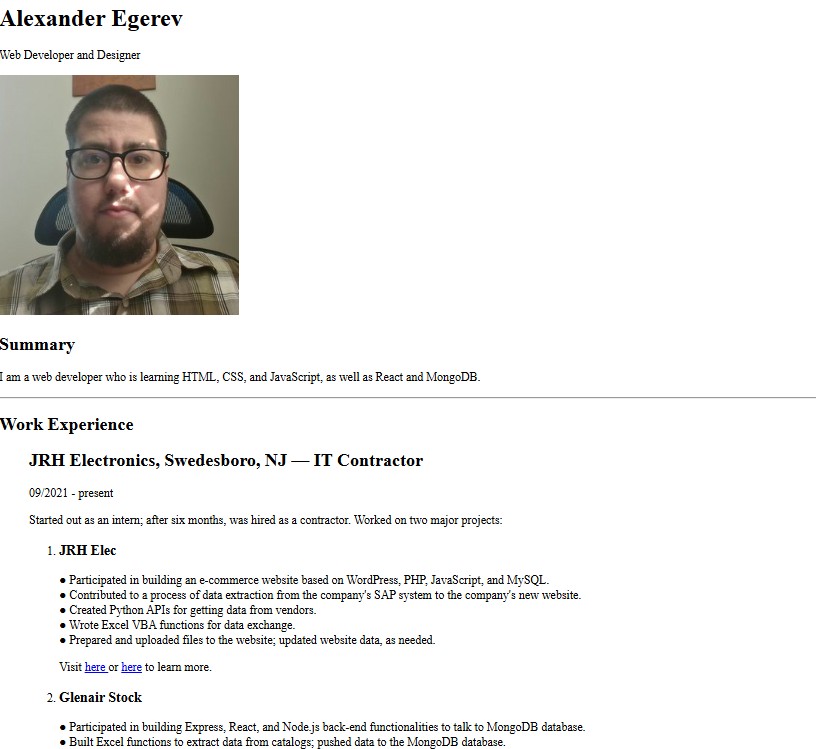 Alexander Egerev
Web Developer and Designer
Summary
I am a web developer who is learning HTML, CSS, and JavaScript, as well as React and MongoDB.
Work Experience
JRH Electronics, Swedesboro, NJ — IT Contractor
09/2021 - present
Started out as an intern; after six months, was hired as a contractor. Worked on two major projects:
1. JRH Elec
● Participated in building an e-commerce website based on WordPress, PHP, JavaScript, and MySQL.
● Contributed to a process of data extraction from the company's SAP system to the company's new website.
● Created Python APIs for getting data from vendors.
● Wrote Excel VBA functions for data exchange.
● Prepared and uploaded files to the website; updated website data, as needed.
Visit here or here to learn more.
2. Glenair Stock
● Participated in building Express, React, and Node.js back-end functionalities to talk to MongoDB database.
● Built Excel functions to extract data from catalogs; pushed data to the MongoDB database.